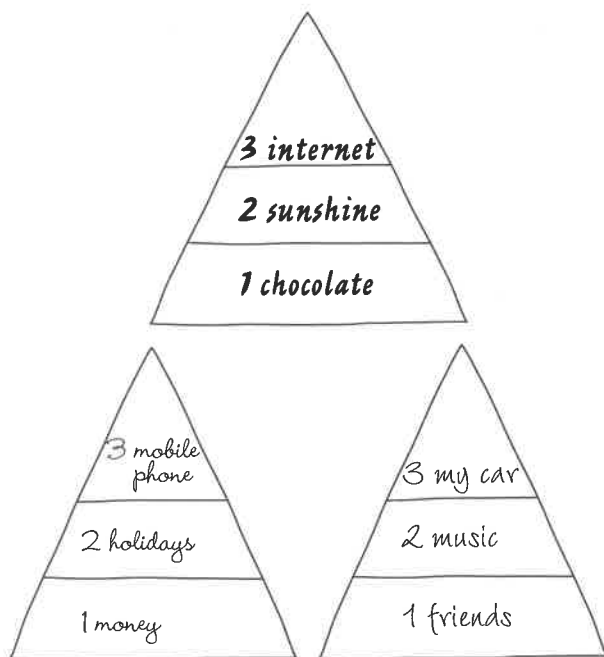 3 internet
2 sunshine
1 chocolate
3 mobile
phone
2 holidays
1 money
3 my car
2 music
1 friends